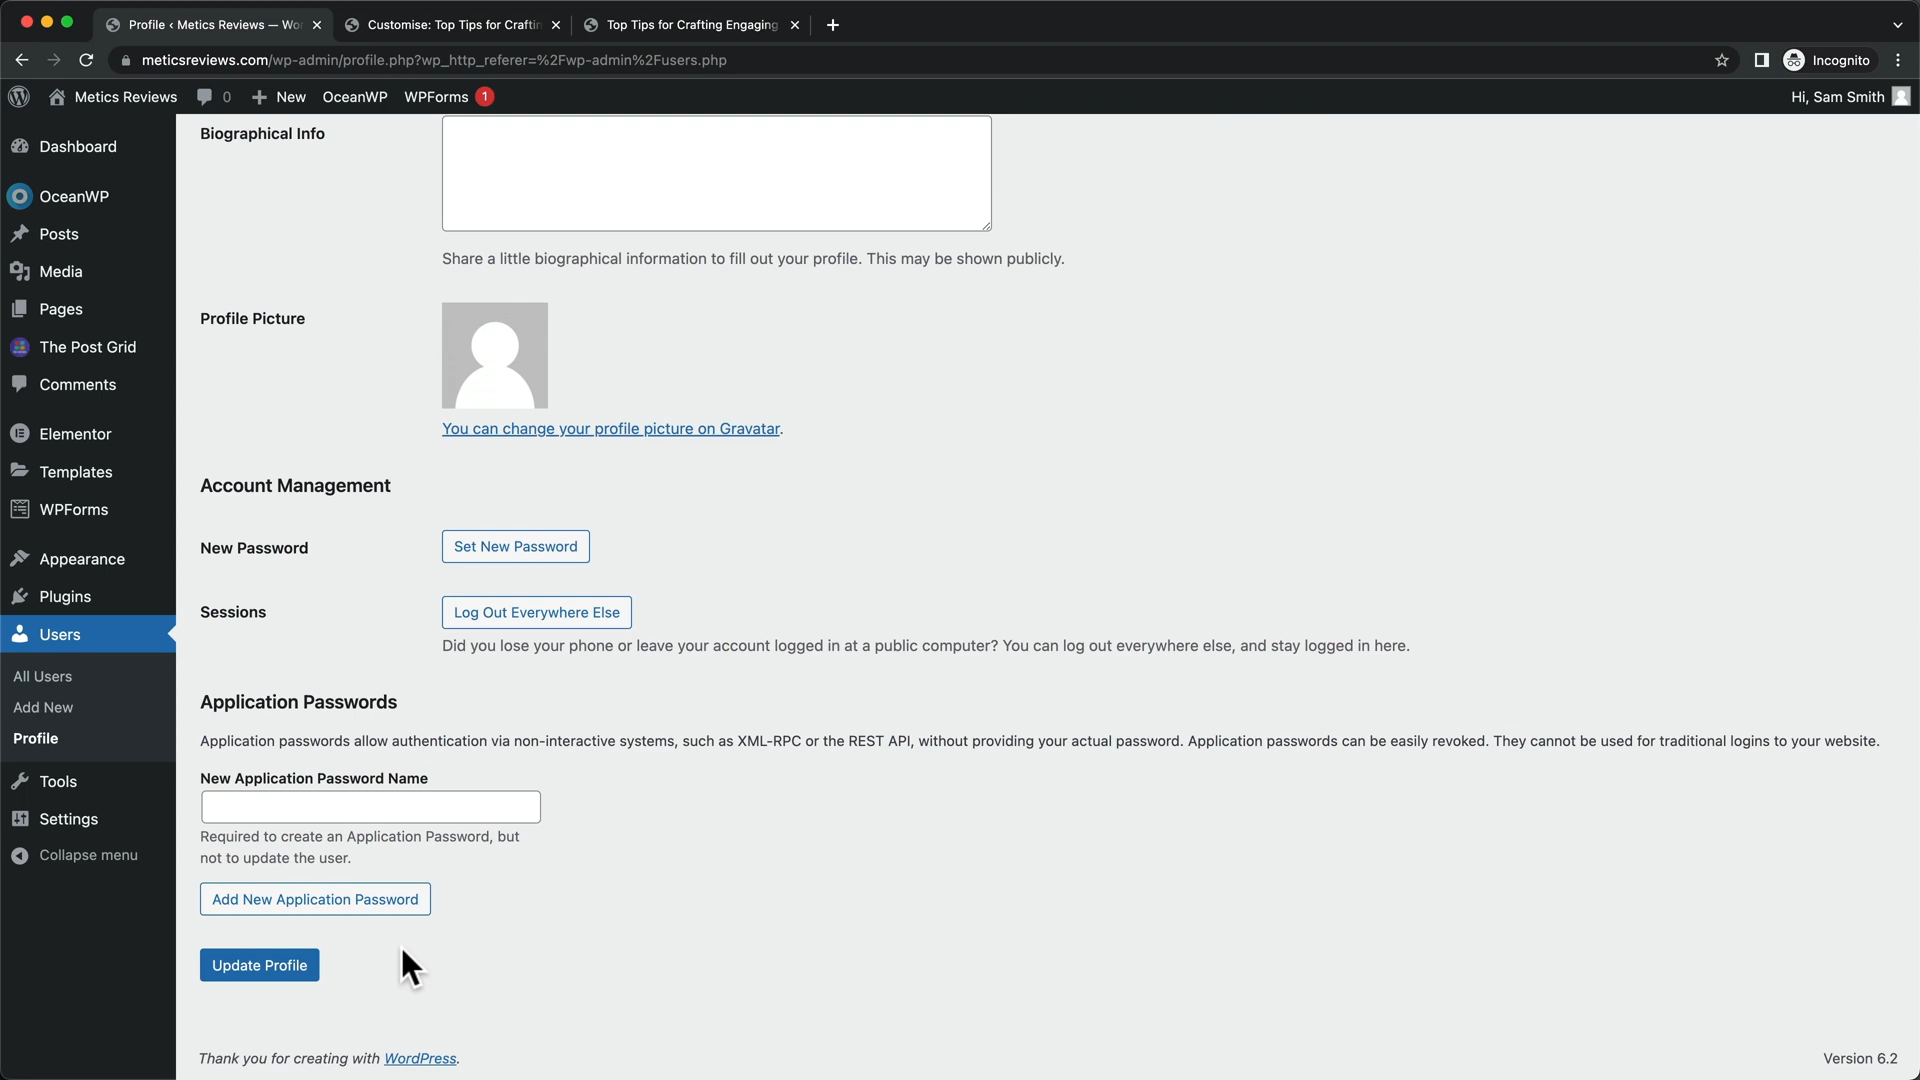 Profile ‹ Metics Reviews — Wo
Customise: Top Tips for Craftin
Top Tips for Crafting Engaging
meticsreviews.com/wp-admin/profile.php?wp_http_referer=%2Fwp-admin%2Fusers.php
Incognito
Metics Reviews
0
New
OceanWP
WPForms
1
Hi, Sam Smith
Dashboard
OceanWP
Posts
Media
Pages
The Post Grid
Comments
Elementor
Templates
WPForms
Appearance
Plugins
Users
All Users
Add New
Profile
Tools
Settings
Collapse menu
Biographical Info
Share a little biographical information to fill out your profile. This may be shown publicly.
Profile Picture
You can change your profile picture on Gravatar.
Account Management
New Password
Set New Password
Sessions
Log Out Everywhere Else
Did you lose your phone or leave your account logged in at a public computer? You can log out everywhere else, and stay logged in here.
Application Passwords
Application passwords allow authentication via non-interactive systems, such as XML-RPC or the REST API, without providing your actual password. Application passwords can be easily revoked. They cannot be used for traditional logins to your website.
New Application Password Name
Required to create an Application Password, but
not to update the user.
Add New Application Password
Update Profile
Thank you for creating with WordPress.
Version 6.2